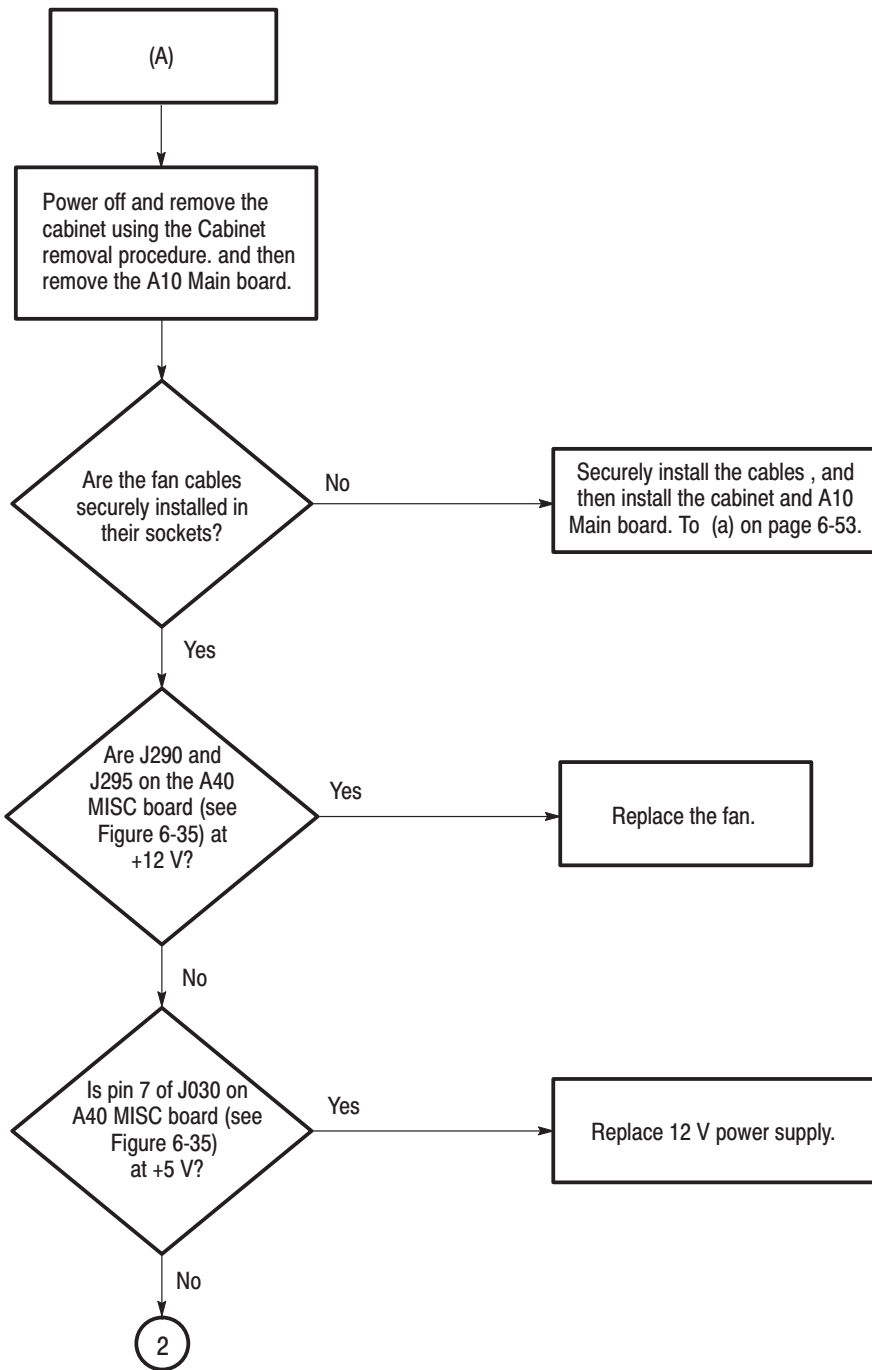 (A)
Power off and remove the
cabinet using the Cabinet
removal procedure. and then
remove the A10 Main board.
Are the fan cables
securely installed in
their sockets?
No
Securely install the cables , and
then install the cabinet and A10
Main board. To (a) on page 6-53.
Yes
Are J290 and
J295 on the A40
MISC board (see
Figure 6-35) at
+12 V?
Yes
Replace the fan.
No
Is pin 7 of J030 on
A40 MISC board (see
Figure 6-35)
at +5 V?
Yes
Replace 12 V power supply.
No
2